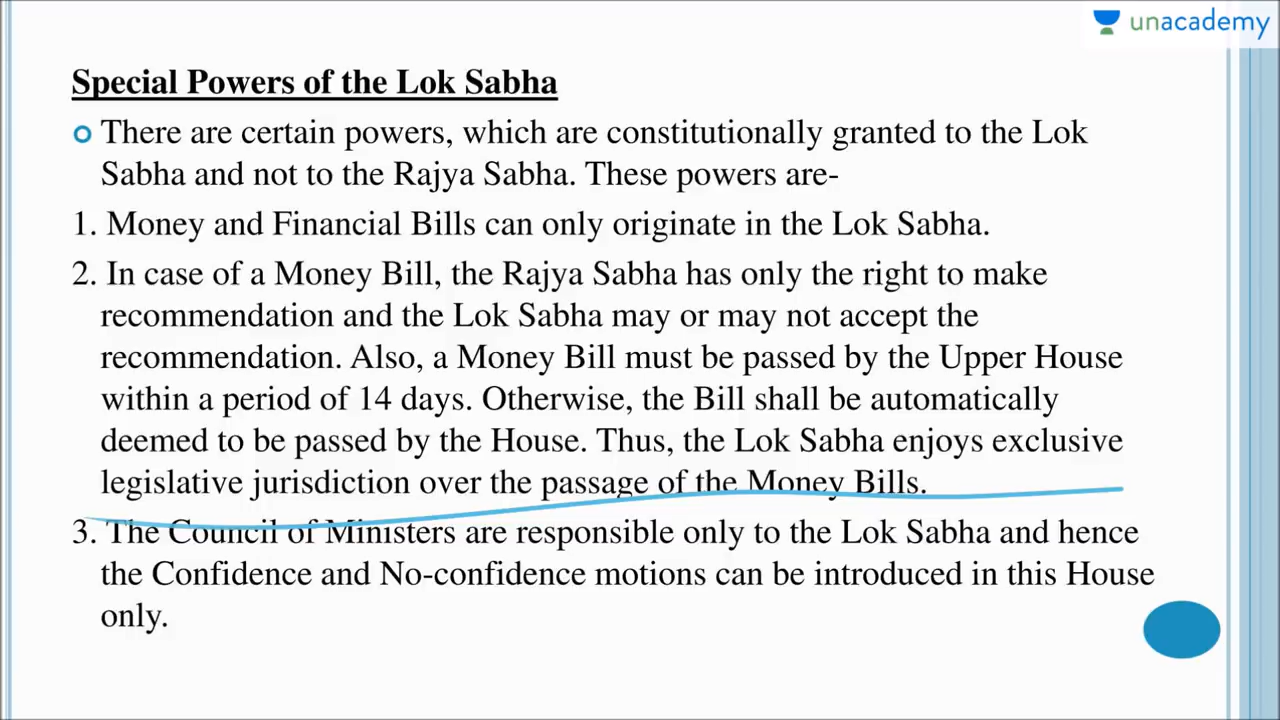 unacademy
Special Powers of the Lok Sabha
There are certain powers, which are constitutionally granted to the Lok
Sabha and not to the Rajya Sabha. These powers are-
1. Money and Financial Bills can only originate in the Lok Sabha.
2. In case of a Money Bill, the Rajya Sabha has only the right to make
recommendation and the Lok Sabha may or may not accept the
recommendation. Also, a Money Bill must be passed by the Upper House
within a period of 14 days. Otherwise, the Bill shall be automatically
deemed to be passed by the House. Thus, the Lok Sabha enjoys exclusive
legislative jurisdiction over the passage of the Money Bills.
3. The Council of Ministers are responsible only to the Lok Sabha and hence
the Confidence and No-confidence motions can be introduced in this House
only.